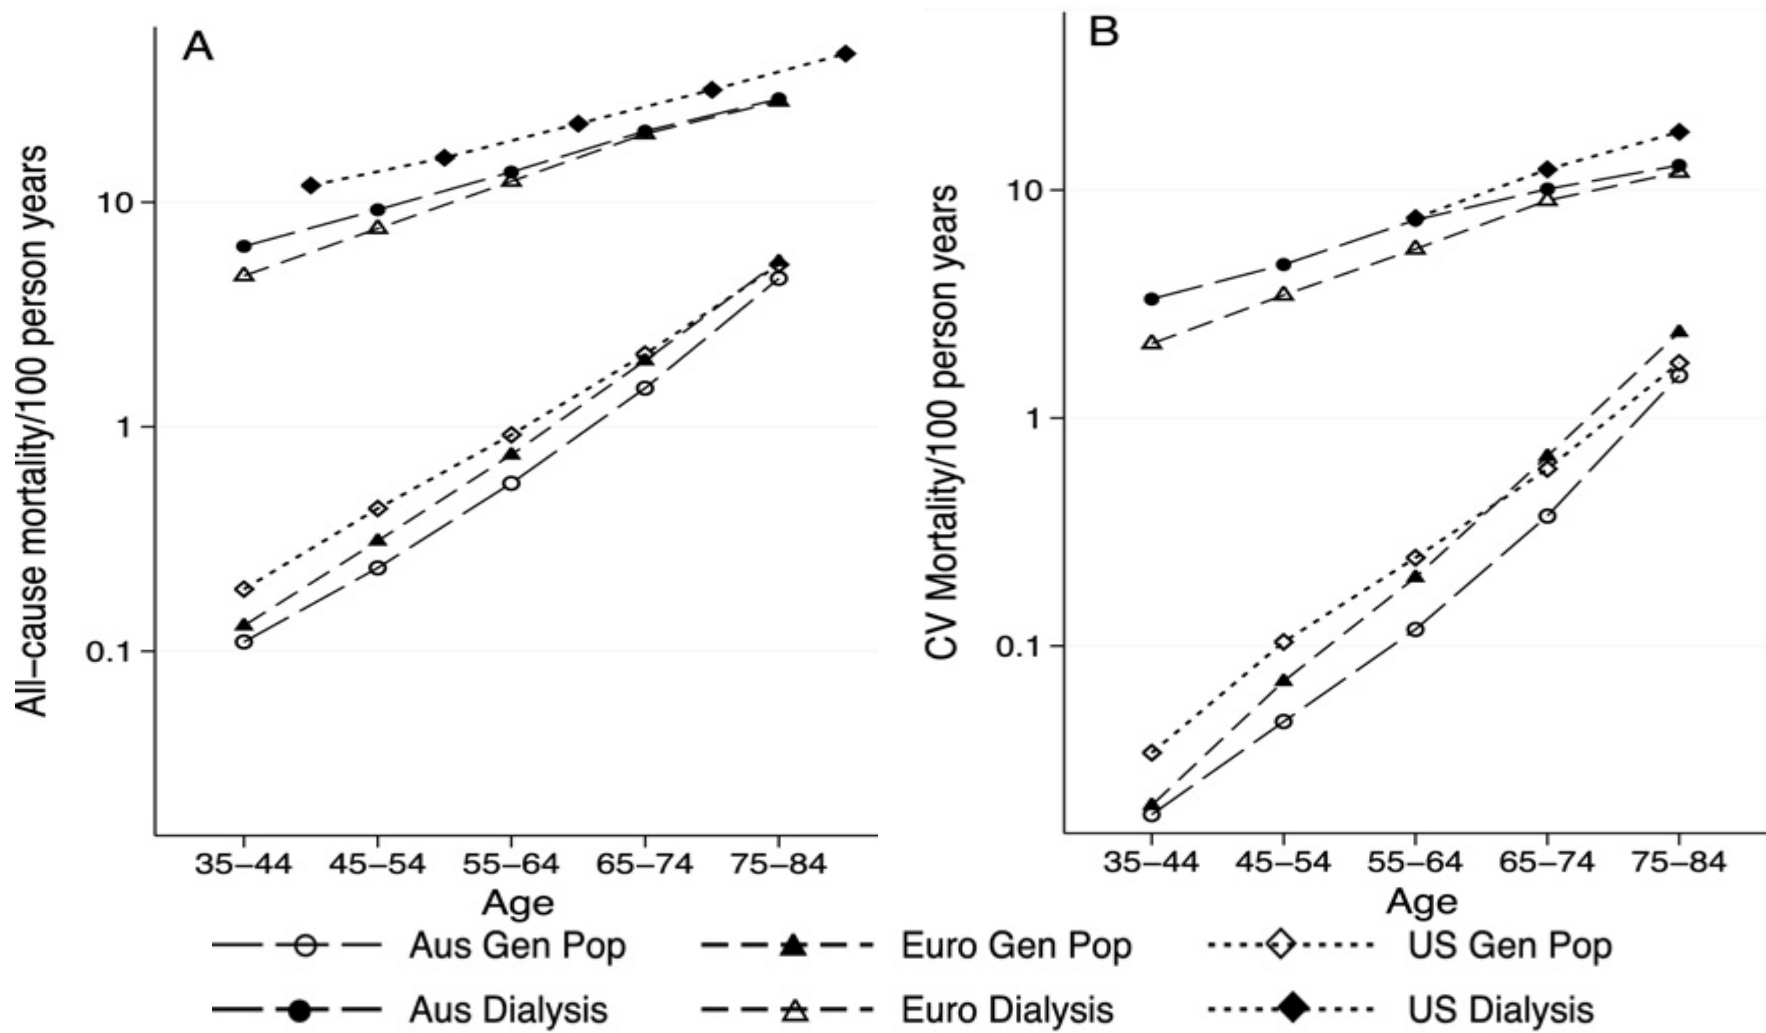 A
All–cause mortality/100 person years
10
1
0.1
35–44 45–54 55–64 65–74 75–84
Age
B
CV Mortality/100 person years
10
1
0.1
35–44 45–54 55–64 65–74 75–84
Age
Aus Gen Pop Euro Gen Pop US Gen Pop
Aus Dialysis Euro Dialysis US Dialysis